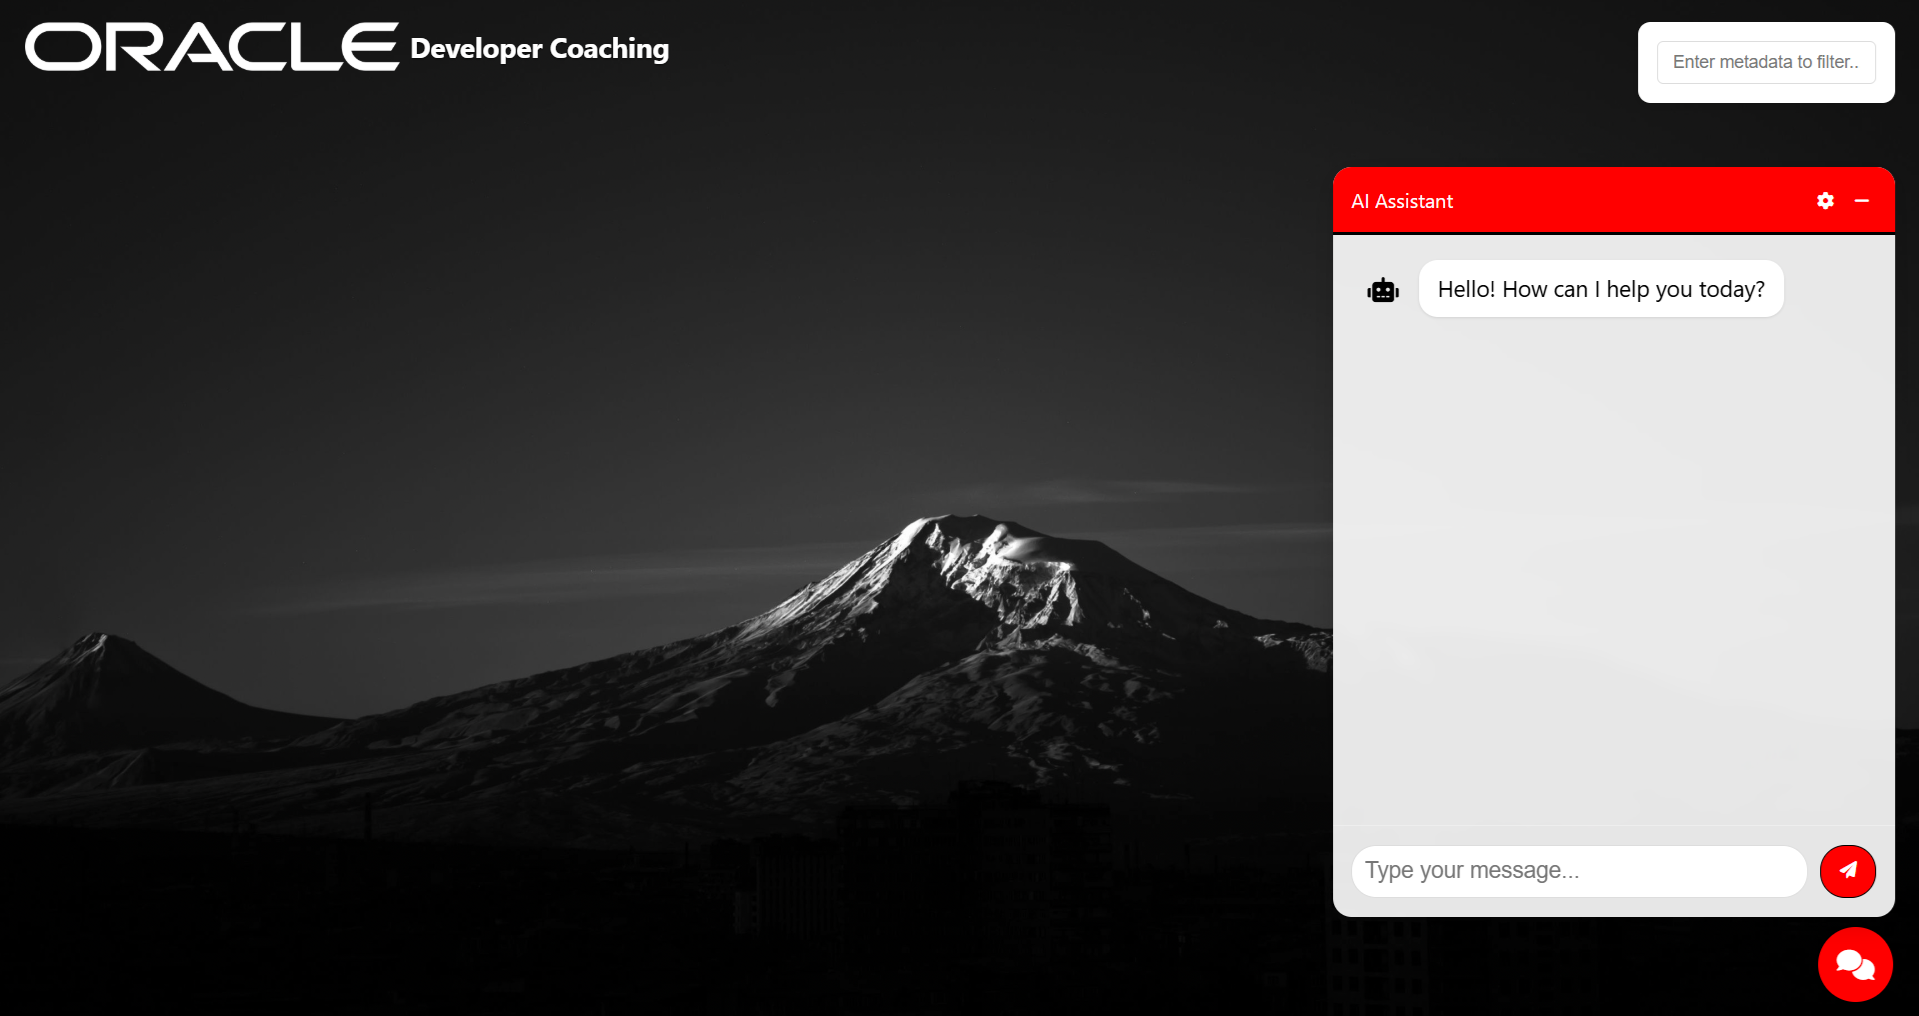 ORACLE Developer Coaching
Enter metadata to filter..
AI Assistant
Hello! How can I help you today?
Type your message...